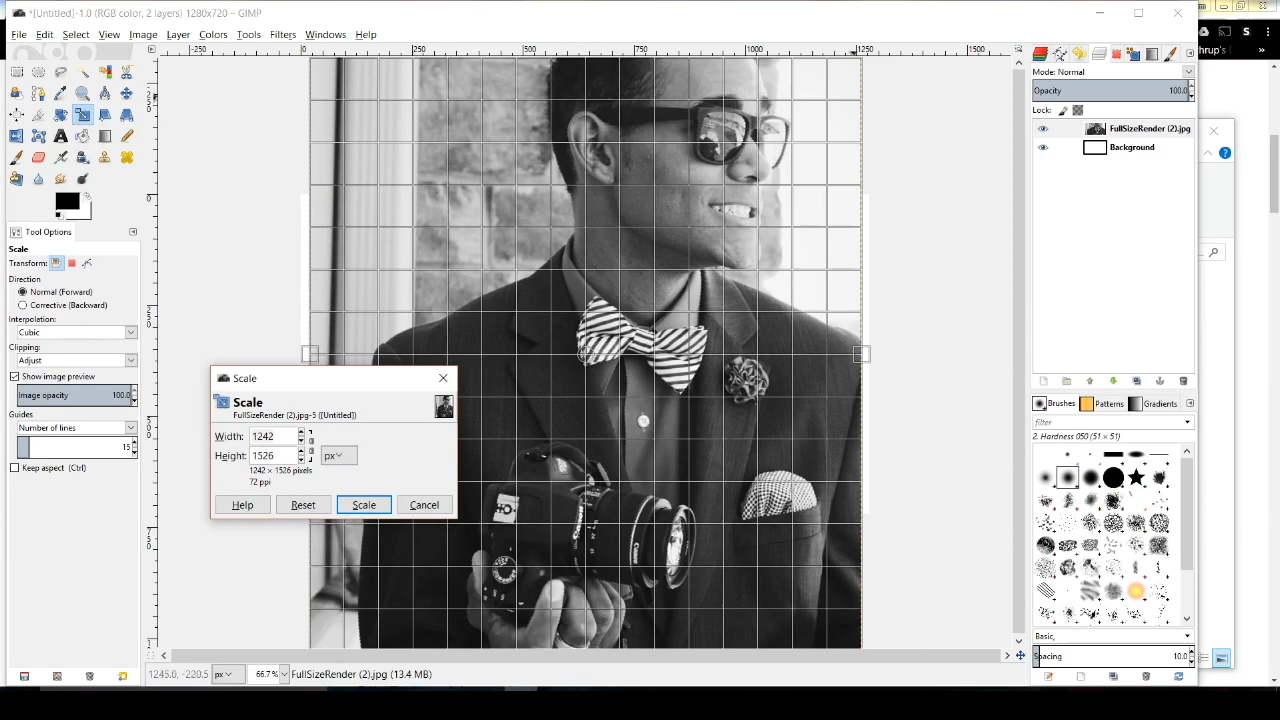 *[Untitled]-1.0 (RGB color, 2 layers) 1280x720 – GIMP
File Edit Select View Image Layer Colors Tools Filters Windows Help
-250 0 250 500 750 1000 1250 1500
Tool Options
Scale
Transform:
Direction
Normal (Forward)
Corrective (Backward)
Interpolation:
Cubic
Clipping:
Adjust
Show image preview
Image opacity 100.0
Guides
Number of lines
15
Keep aspect (Ctrl)
Scale
Scale
FullSizeRender (2).jpg-5 ([Untitled])
Width: 1242
Height: 1526 px
1242 × 1526 pixels
72 ppi
Help Reset Scale Cancel
Canon
1245.0, -220.5 px 66.7% FullSizeRender (2).jpg (13.4 MB)
Mode: Normal
Opacity 100.0
Lock:
FullSizeRender (2).jpg
Background
Brushes Patterns Gradients
filter
2. Hardness 050 (51 × 51)
Basic,
Spacing 10.0
hrup's